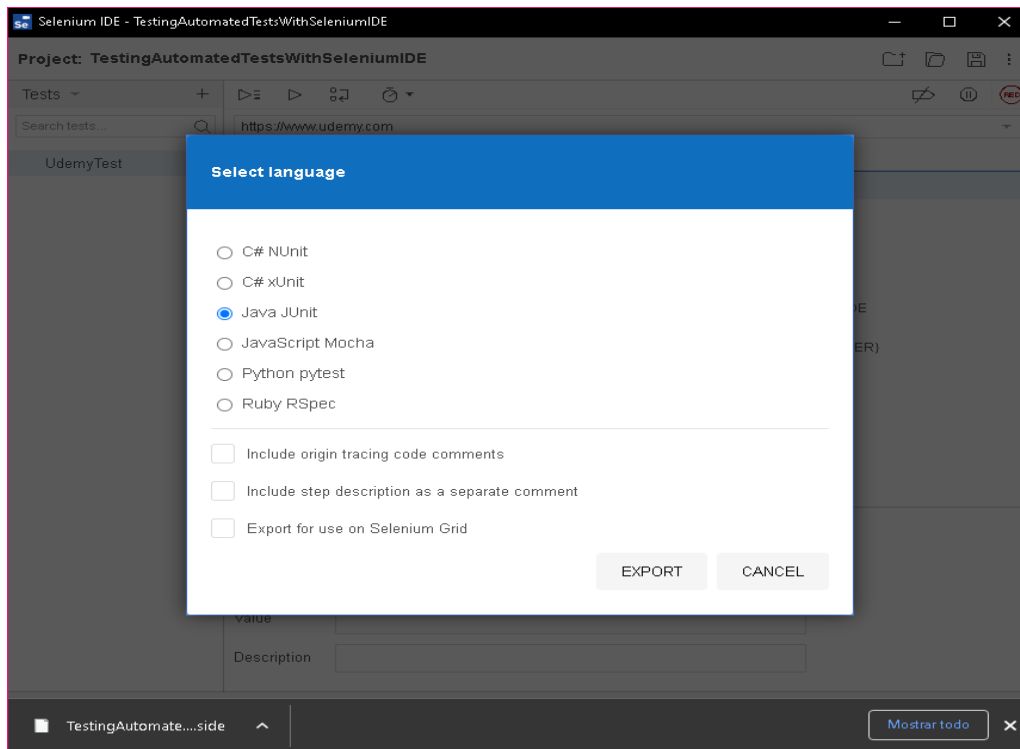 Se Selenium IDE - TestingAutomatedTestsWithSeleniumIDE
Project: TestingAutomatedTestsWithSeleniumIDE
Tests
Search tests...
https://www.udemy.com
REC
UdemyTest
Select language
C# NUnit
C# xUnit
Java JUnit
JavaScript Mocha
Python pytest
Ruby RSpec
Include origin tracing code comments
Include step description as a separate comment
Export for use on Selenium Grid
EXPORT CANCEL
Value
Description
TestingAutomate....side
Mostrar todo